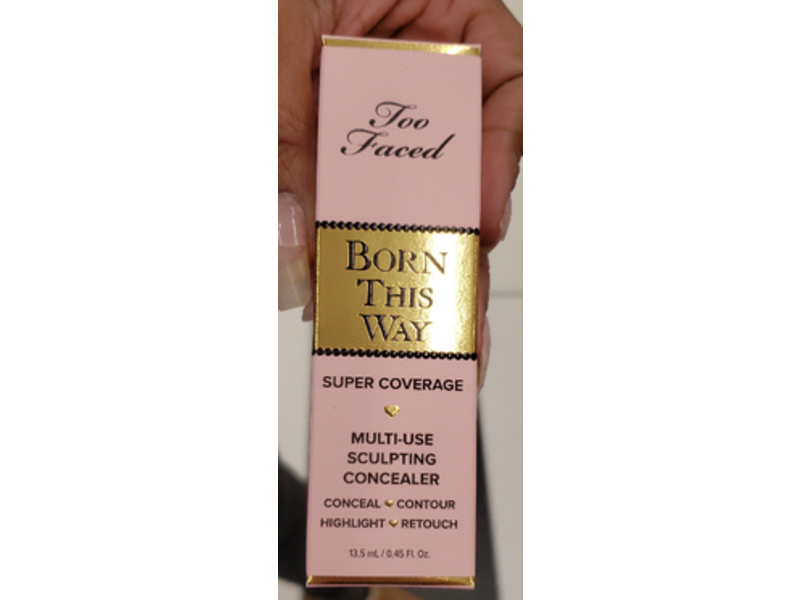 Too
Faced
BORN
THIS
WAY
SUPER COVERAGE
MULTI-USE
SCULPTING
CONCEALER
CONCEAL CONTOUR
HIGHLIGHT RETOUCH
13.5 mL / 0.45 Fl. Oz.